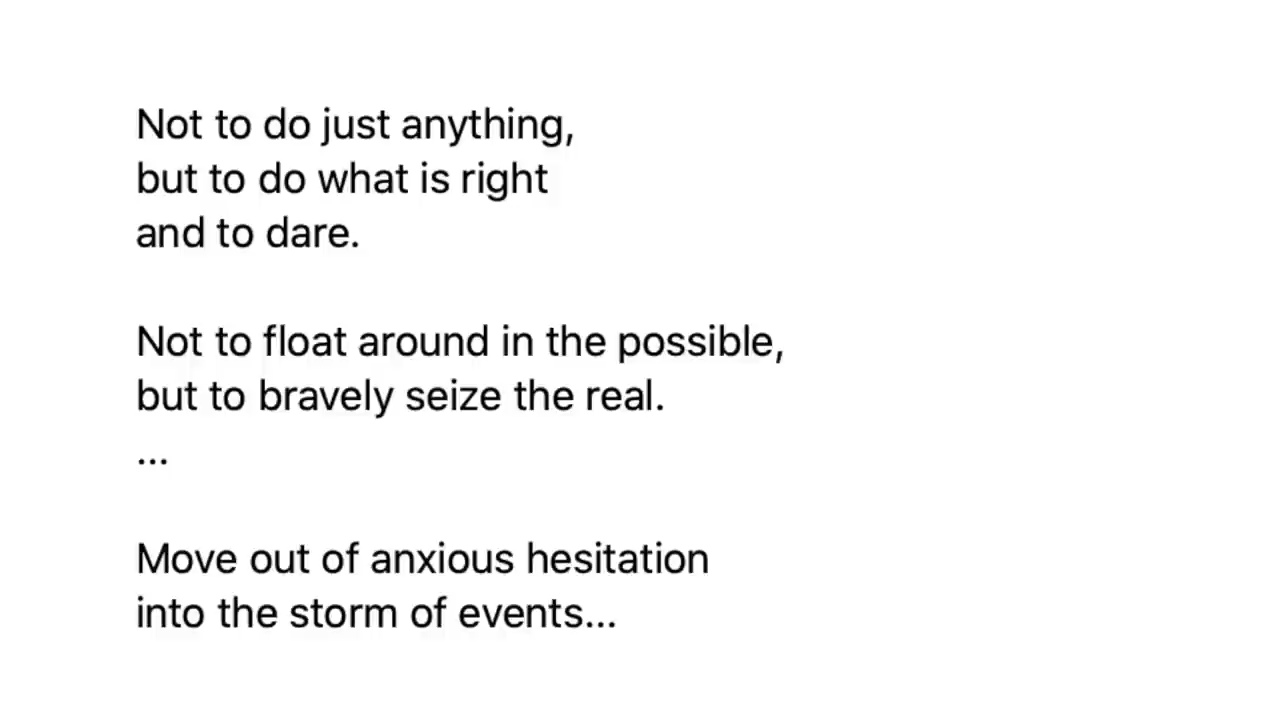 Not to do just anything,
but to do what is right
and to dare.
Not to float around in the possible,
but to bravely seize the real.
...
Move out of anxious hesitation
into the storm of events...